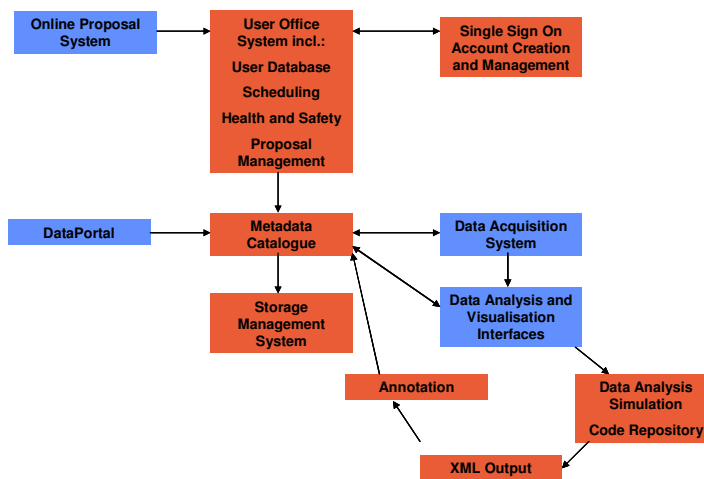 Online Proposal
System
User Office
System incl.:
User Database
Scheduling
Health and Safety
Proposal
Management
Single Sign On
Account Creation
and Management
DataPortal
Metadata
Catalogue
Data Acquisition
System
Storage
Management
System
Data Analysis and
Visualisation
Interfaces
Annotation
Data Analysis
Simulation
Code Repository
XML Output